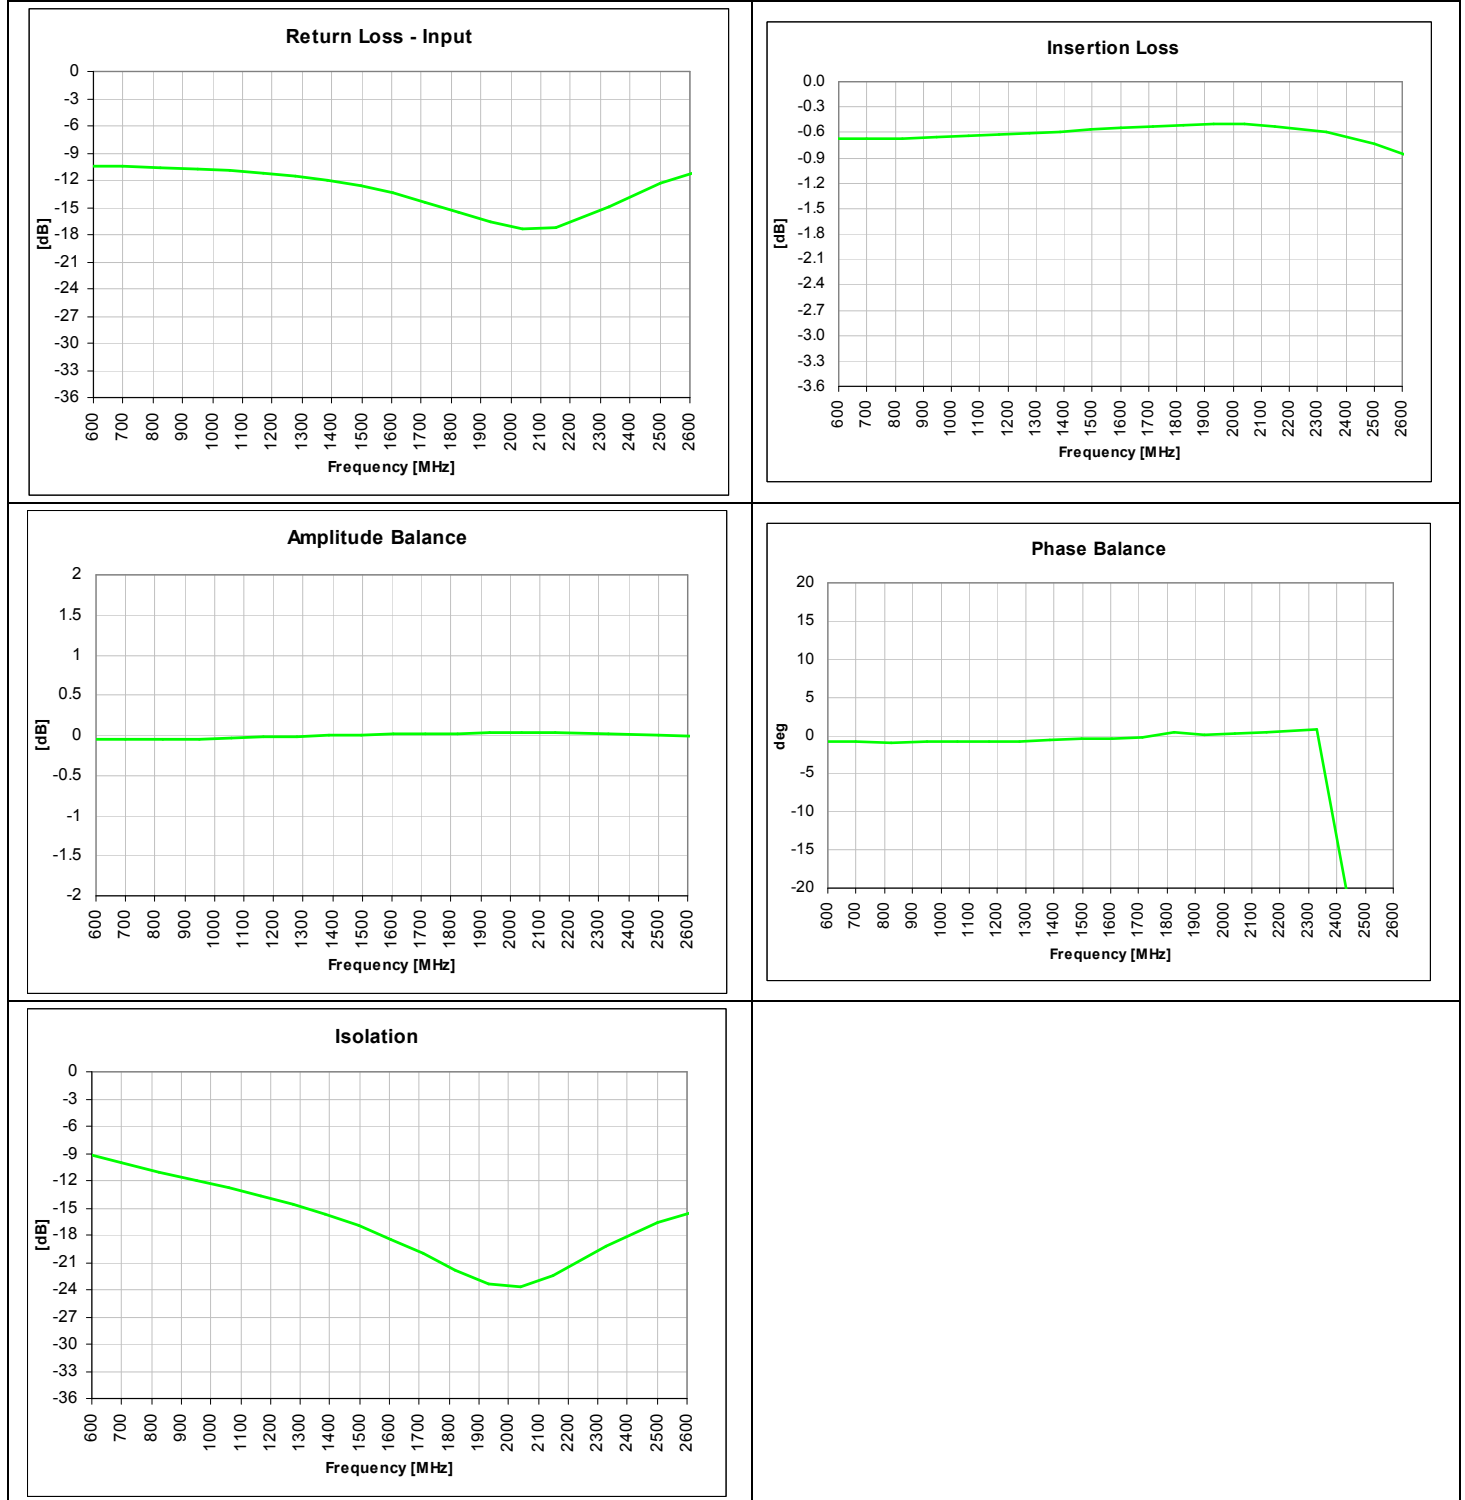 Return Loss - Input
0
-3
-6
-9
-12
-15
-18
-21
-24
-27
-30
-33
-36
[dB]
600 700 800 900 1000 1100 1200 1300 1400 1500 1600 1700 1800 1900 2000 2100 2200 2300 2400 2500 2600
Frequency [MHz]
Insertion Loss
0.0
-0.3
-0.6
-0.9
-1.2
-1.5
-1.8
-2.1
-2.4
-2.7
-3.0
-3.3
-3.6
[dB]
600 700 800 900 1000 1100 1200 1300 1400 1500 1600 1700 1800 1900 2000 2100 2200 2300 2400 2500 2600
Frequency [MHz]
Amplitude Balance
2
1.5
1
0.5
0
-0.5
-1
-1.5
-2
[dB]
600 700 800 900 1000 1100 1200 1300 1400 1500 1600 1700 1800 1900 2000 2100 2200 2300 2400 2500 2600
Frequency [MHz]
Phase Balance
20
15
10
5
0
-5
-10
-15
-20
deg
600 700 800 900 1000 1100 1200 1300 1400 1500 1600 1700 1800 1900 2000 2100 2200 2300 2400 2500 2600
Frequency [MHz]
Isolation
0
-3
-6
-9
-12
-15
-18
-21
-24
-27
-30
-33
-36
[dB]
600 700 800 900 1000 1100 1200 1300 1400 1500 1600 1700 1800 1900 2000 2100 2200 2300 2400 2500 2600
Frequency [MHz]